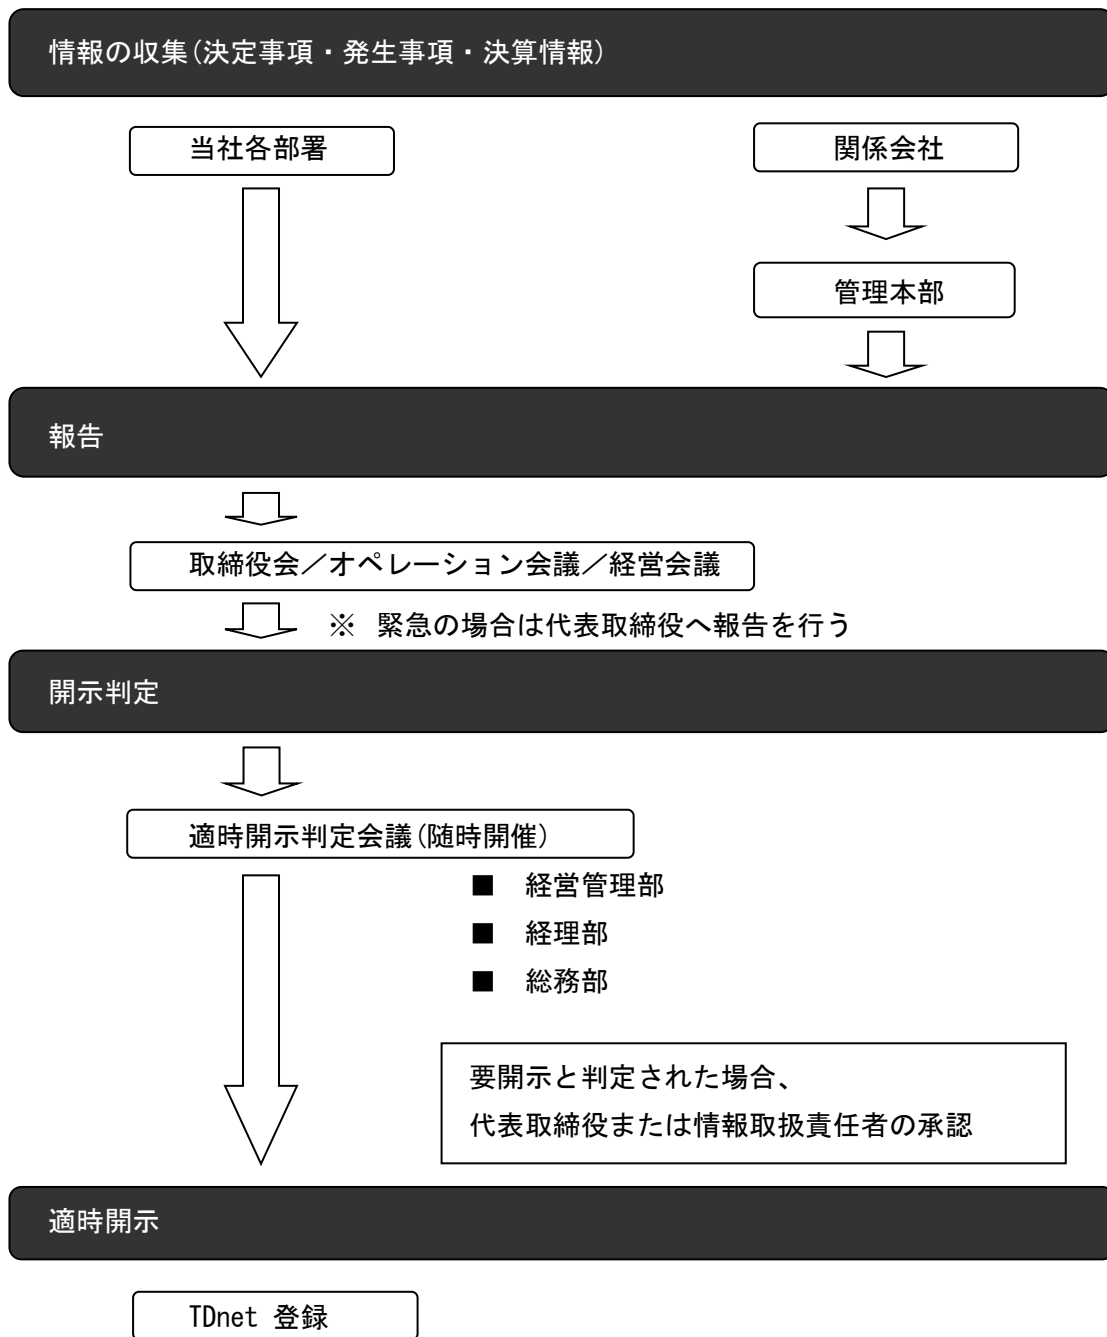 情報の収集(決定事項・発生事項・決算情報)
当社各部署
関係会社
管理本部
報告
取締役会／オペレーション会議／経営会議
※ 緊急の場合は代表取締役へ報告を行う
開示判定
適時開示判定会議(随時開催)
■ 経営管理部
■ 経理部
■ 総務部
要開示と判定された場合、
代表取締役または情報取扱責任者の承認
適時開示
TDnet 登録